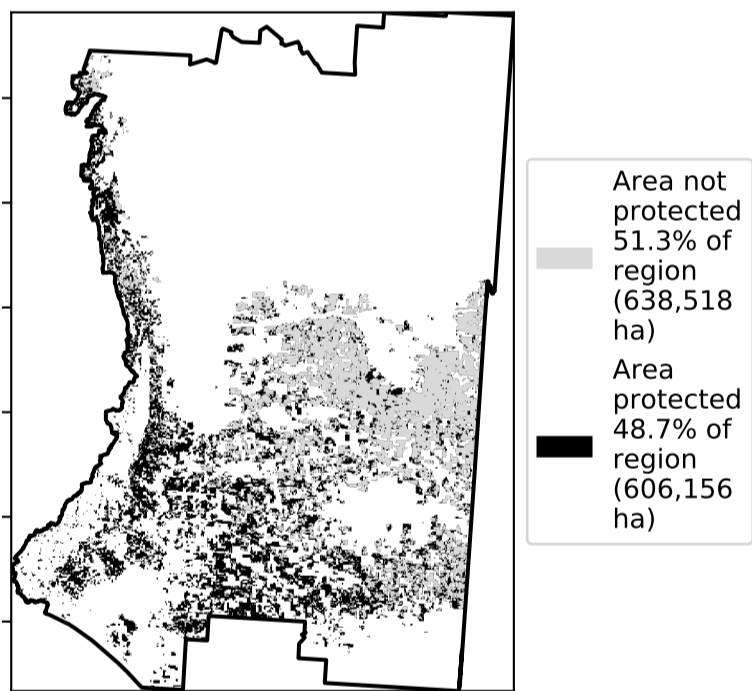 Area not
protected
51.3% of
region
(638,518
ha)
Area
protected
48.7% of
region
(606,156
ha)